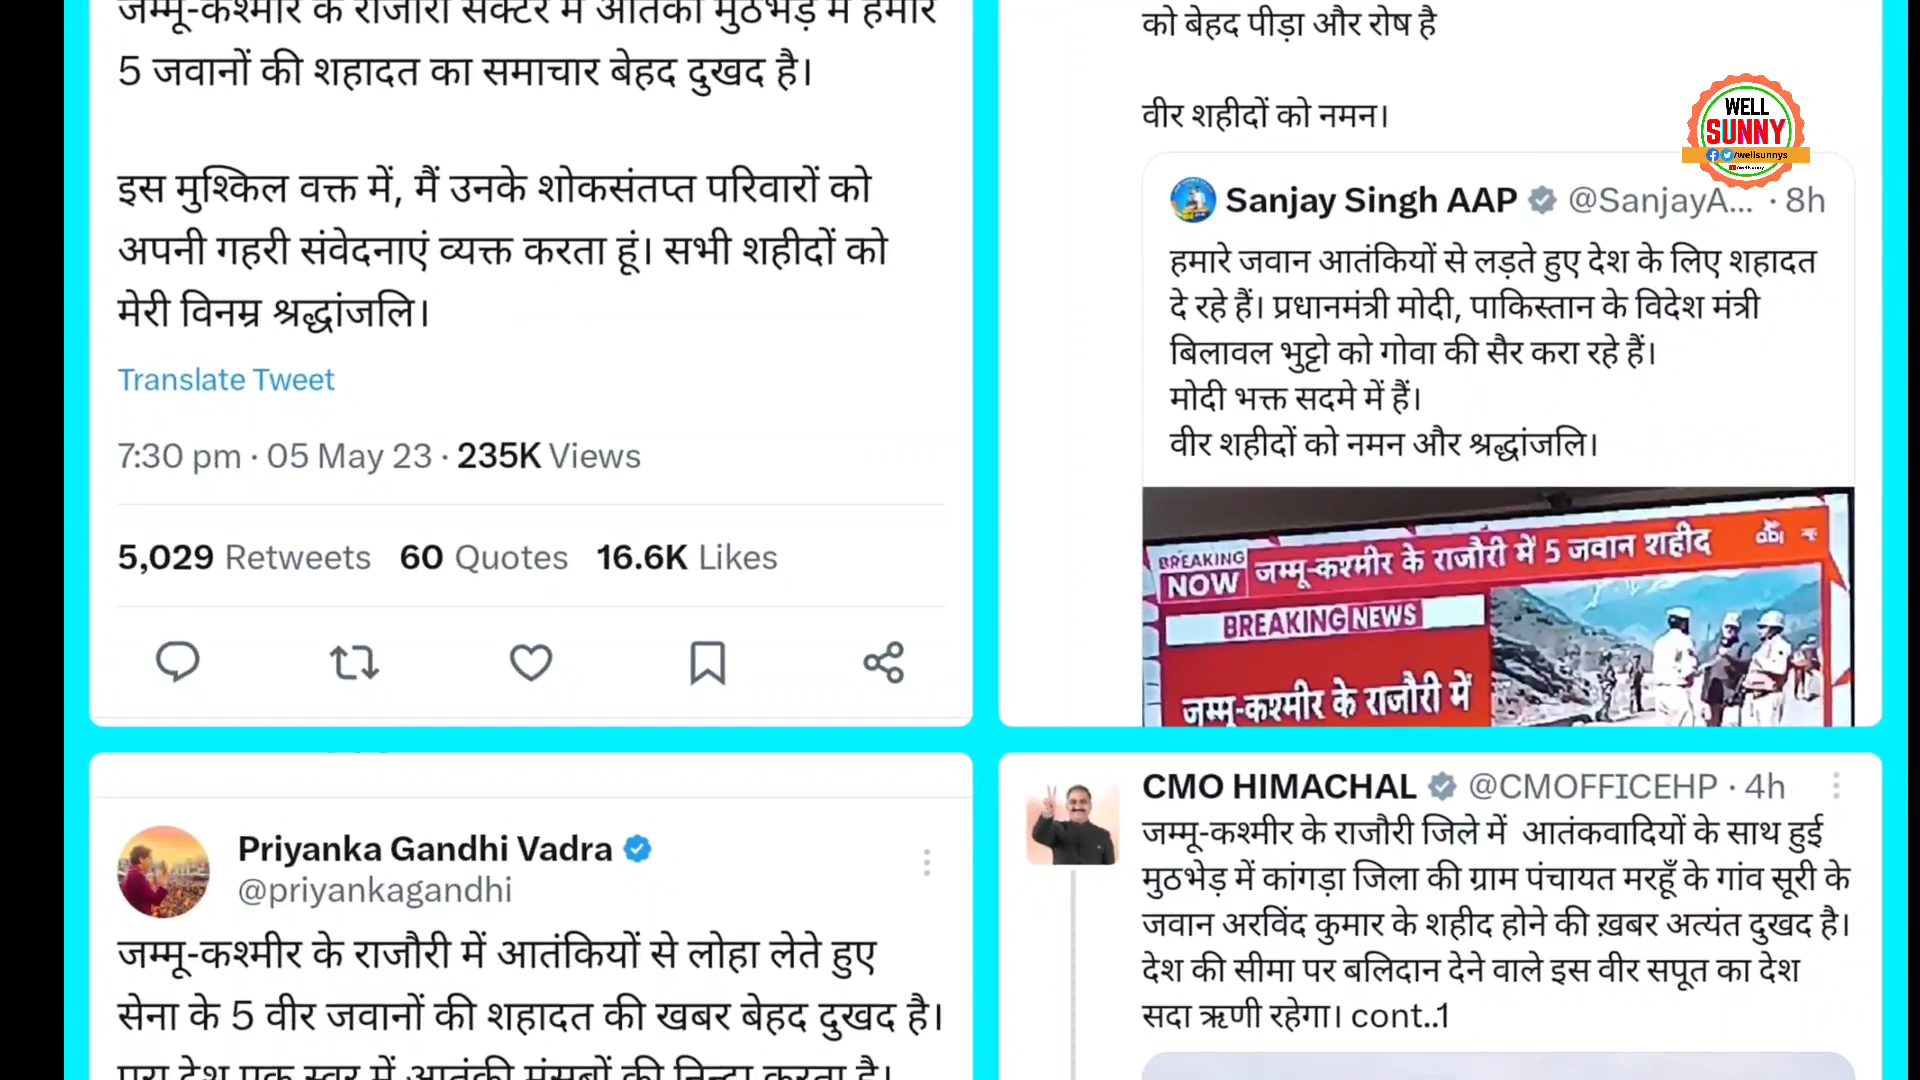 जम्मू-कश्मीर के राजौरी सेक्टर में आतंकी मुठभेड़ में हमारे
5 जवानों की शहादत का समाचार बेहद दुखद है।
इस मुश्किल वक्त में, मैं उनके शोकसंतप्त परिवारों को
अपनी गहरी संवेदनाएं व्यक्त करता हूं। सभी शहीदों को
मेरी विनम्र श्रद्धांजलि।
Translate Tweet
7:30 pm · 05 May 23 · 235K Views
5,029 Retweets 60 Quotes 16.6K Likes
को बेहद पीड़ा और रोष है
वीर शहीदों को नमन।
WELL
SUNNY
/wellsunnys
Sanjay Singh AAP @SanjayA... · 8h
हमारे जवान आतंकियों से लड़ते हुए देश के लिए शहादत
दे रहे हैं। प्रधानमंत्री मोदी, पाकिस्तान के विदेश मंत्री
बिलावल भुट्टो को गोवा की सैर करा रहे हैं।
मोदी भक्त सदमे में हैं।
वीर शहीदों को नमन और श्रद्धांजलि।
BREAKING
NOW
जम्मू-कश्मीर के राजौरी में 5 जवान शहीद
abp
BREAKING NEWS
जम्मू-कश्मीर के राजौरी में
Priyanka Gandhi Vadra
@priyankagandhi
जम्मू-कश्मीर के राजौरी में आतंकियों से लोहा लेते हुए
सेना के 5 वीर जवानों की शहादत की खबर बेहद दुखद है।
पूरा देश एक स्वर में आतंकी मंसूबों की निन्दा करता है।
CMO HIMACHAL @CMOFFICEHP · 4h
जम्मू-कश्मीर के राजौरी जिले में आतंकवादियों के साथ हुई
मुठभेड़ में कांगड़ा जिला की ग्राम पंचायत मरहूँ के गांव सूरी के
जवान अरविंद कुमार के शहीद होने की ख़बर अत्यंत दुखद है।
देश की सीमा पर बलिदान देने वाले इस वीर सपूत का देश
सदा ऋणी रहेगा। cont..1